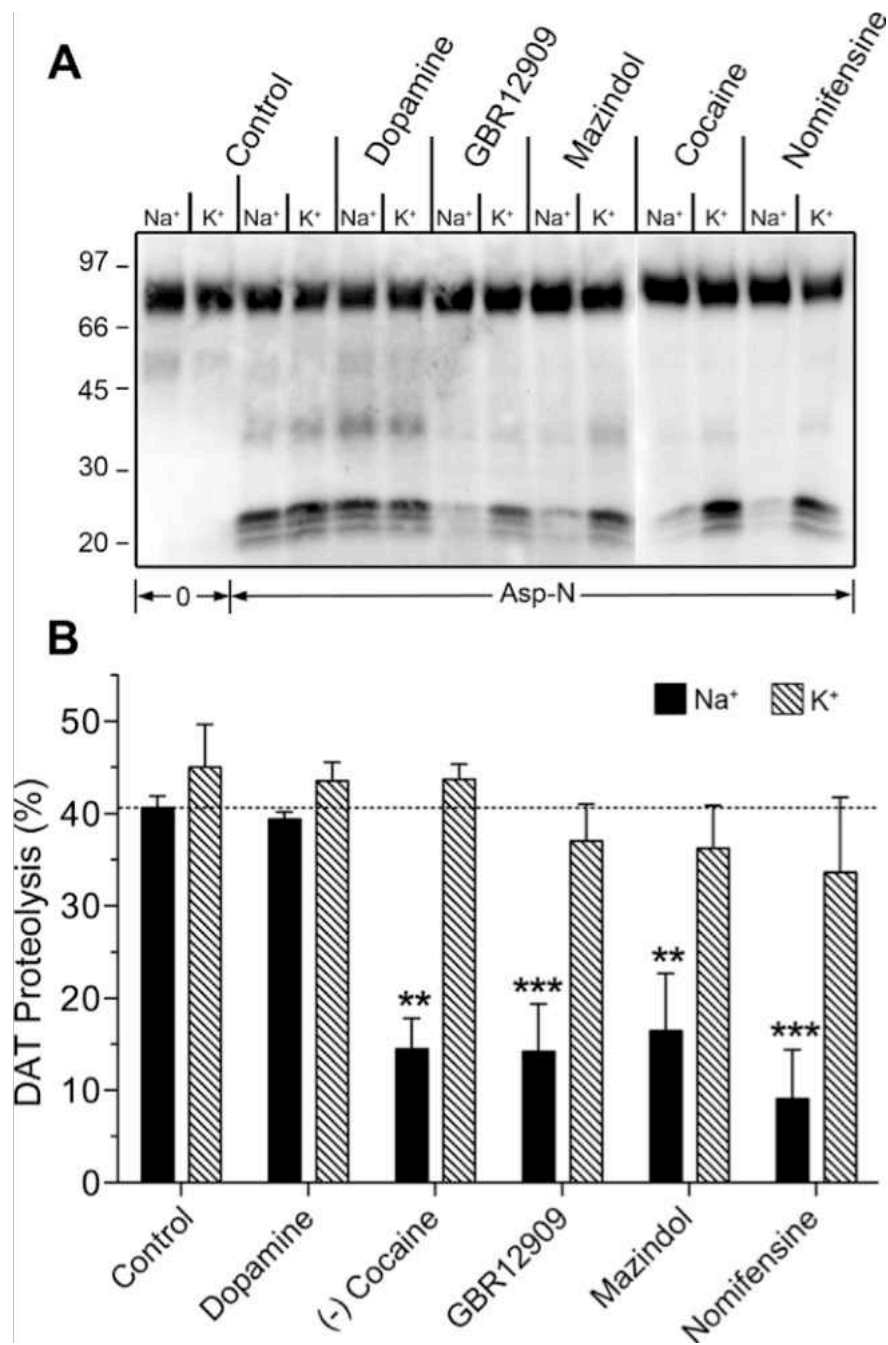 A
Control Dopamine GBR12909 Mazindol Cocaine Nomifensine
Na⁺ K⁺ Na⁺ K⁺ Na⁺ K⁺ Na⁺ K⁺ Na⁺ K⁺ Na⁺ K⁺ Na⁺ K⁺
97
66
45
30
20
0 Asp-N
B
Na⁺ K⁺
DAT Proteolysis (%)
50
40
30
20
10
0
** *** ** ***
Control Dopamine (-) Cocaine GBR12909 Mazindol Nomifensine